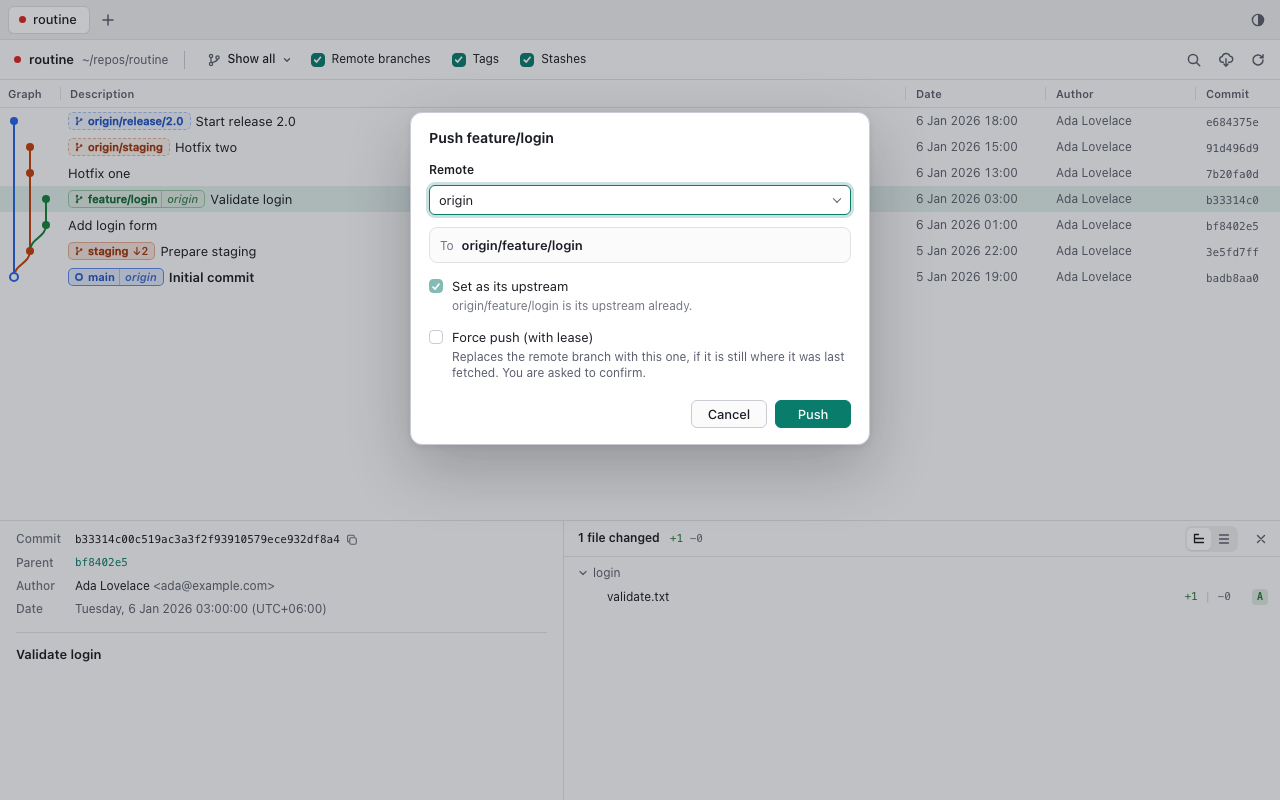 routine
routine ~/repos/routine Show all Remote branches Tags Stashes
Graph Description Date Author Commit
origin/release/2.0 Start release 2.0 6 Jan 2026 18:00 Ada Lovelace e684375e
origin/staging Hotfix two 6 Jan 2026 15:00 Ada Lovelace 91d496d9
Hotfix one 6 Jan 2026 13:00 Ada Lovelace 7b20fa0d
feature/login origin Validate login 6 Jan 2026 03:00 Ada Lovelace b33314c0
Add login form 6 Jan 2026 01:00 Ada Lovelace bf8402e5
staging ↓2 Prepare staging 5 Jan 2026 22:00 Ada Lovelace 3e5fd7ff
main origin Initial commit 5 Jan 2026 19:00 Ada Lovelace badb8aa0
Push feature/login
Remote
origin
To origin/feature/login
Set as its upstream
origin/feature/login is its upstream already.
Force push (with lease)
Replaces the remote branch with this one, if it is still where it was last
fetched. You are asked to confirm.
Cancel Push
Commit b33314c00c519ac3a3f2f93910579ece932df8a4
Parent bf8402e5
Author Ada Lovelace <ada@example.com>
Date Tuesday, 6 Jan 2026 03:00:00 (UTC+06:00)
Validate login
1 file changed +1 −0
login
validate.txt +1 | −0 A